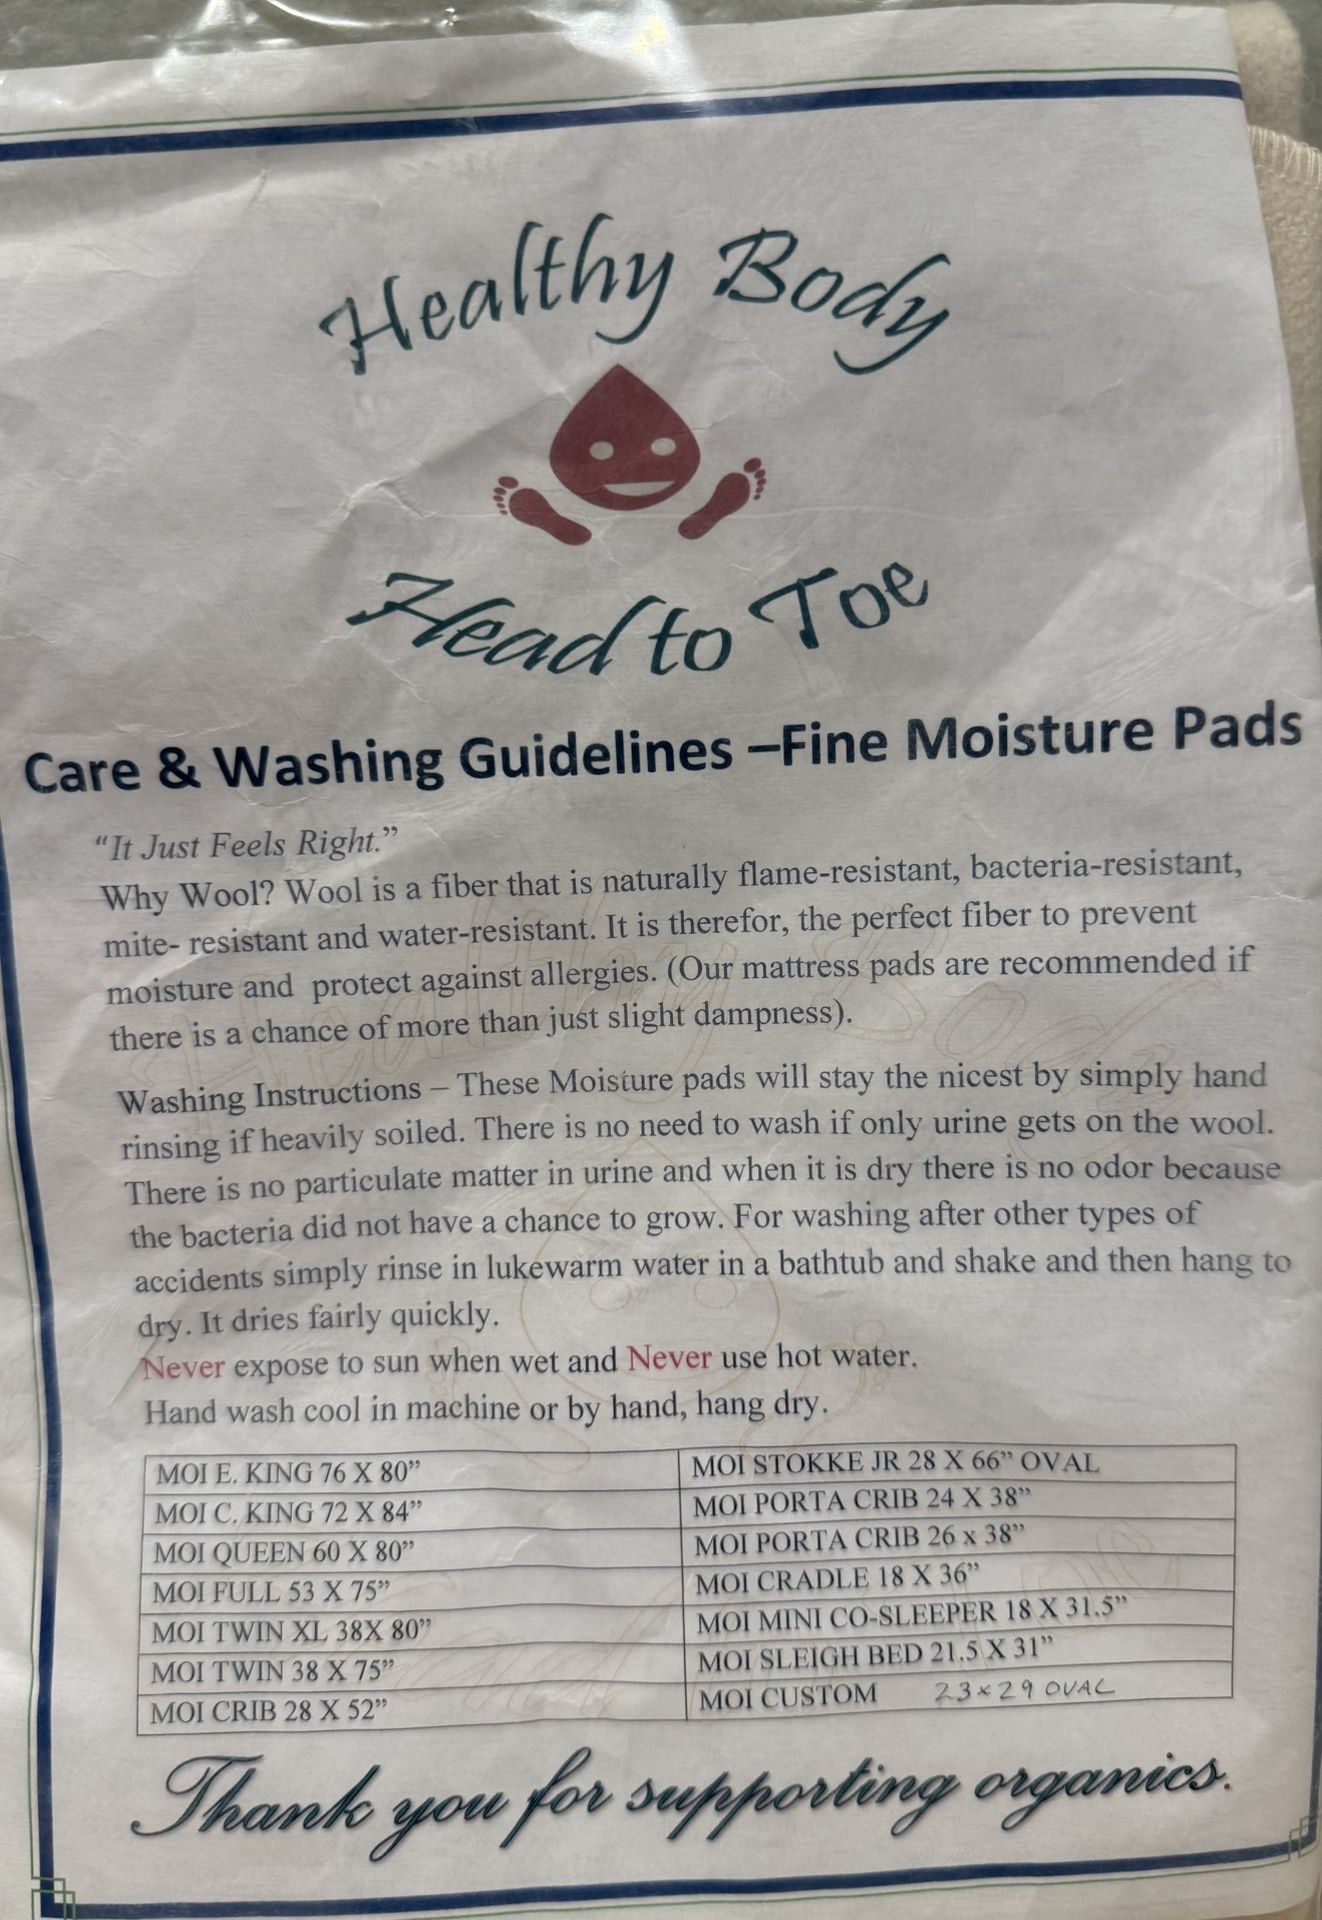 Healthy Body
Head to Toe
Care & Washing Guidelines –Fine Moisture Pads
“It Just Feels Right.”
Why Wool? Wool is a fiber that is naturally flame-resistant, bacteria-resistant,
mite- resistant and water-resistant. It is therefor, the perfect fiber to prevent
moisture and protect against allergies. (Our mattress pads are recommended if
there is a chance of more than just slight dampness).
Washing Instructions – These Moisture pads will stay the nicest by simply hand
rinsing if heavily soiled. There is no need to wash if only urine gets on the wool.
There is no particulate matter in urine and when it is dry there is no odor because
the bacteria did not have a chance to grow. For washing after other types of
accidents simply rinse in lukewarm water in a bathtub and shake and then hang to
dry. It dries fairly quickly.
Never expose to sun when wet and Never use hot water.
Hand wash cool in machine or by hand, hang dry.
MOI E. KING 76 X 80”
MOI C. KING 72 X 84”
MOI QUEEN 60 X 80”
MOI FULL 53 X 75”
MOI TWIN XL 38X 80”
MOI TWIN 38 X 75”
MOI CRIB 28 X 52”
MOI STOKKE JR 28 X 66” OVAL
MOI PORTA CRIB 24 X 38”
MOI PORTA CRIB 26 x 38”
MOI CRADLE 18 X 36”
MOI MINI CO-SLEEPER 18 X 31.5”
MOI SLEIGH BED 21.5 X 31”
MOI CUSTOM 23x29 OVAL
Thank you for supporting organics.